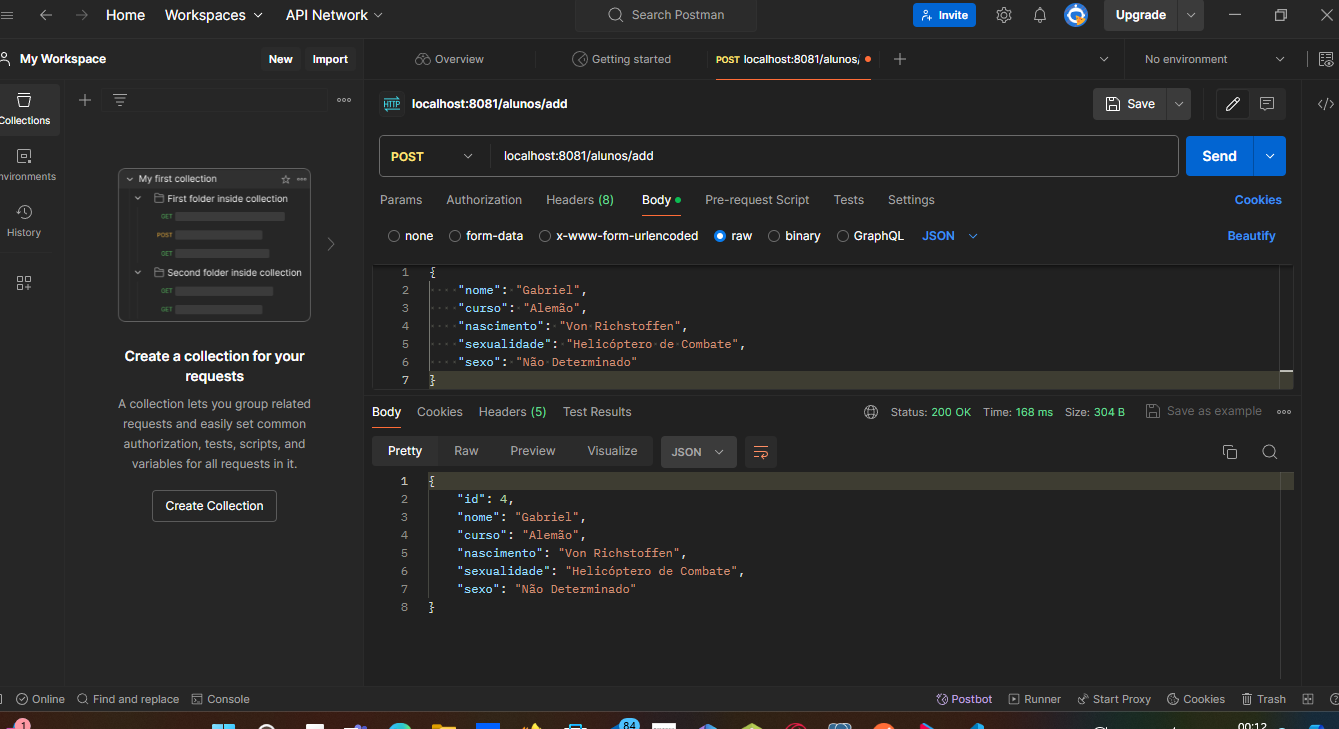 Home Workspaces API Network Search Postman Invite Upgrade
My Workspace New Import Overview Getting started POST localhost:8081/alunos, No environment
Collections
HTTP localhost:8081/alunos/add Save
POST localhost:8081/alunos/add Send
Params Authorization Headers (8) Body Pre-request Script Tests Settings Cookies
none form-data x-www-form-urlencoded raw binary GraphQL JSON Beautify
1 {
2 "nome": "Gabriel",
3 "curso": "Alemão",
4 "nascimento": "Von Richstoffen",
5 "sexualidade": "Helicóptero de Combate",
6 "sexo": "Não Determinado"
7 }
nvironments
History
My first collection
First folder inside collection
GET
POST
GET
Second folder inside collection
GET
GET
Create a collection for your
requests
A collection lets you group related
requests and easily set common
authorization, tests, scripts, and
variables for all requests in it.
Create Collection
Body Cookies Headers (5) Test Results Status: 200 OK Time: 168 ms Size: 304 B Save as example
Pretty Raw Preview Visualize JSON
1 {
2 "id": 4,
3 "nome": "Gabriel",
4 "curso": "Alemão",
5 "nascimento": "Von Richstoffen",
6 "sexualidade": "Helicóptero de Combate",
7 "sexo": "Não Determinado"
8 }
Online Find and replace Console Postbot Runner Start Proxy Cookies Trash
1 84 00:12